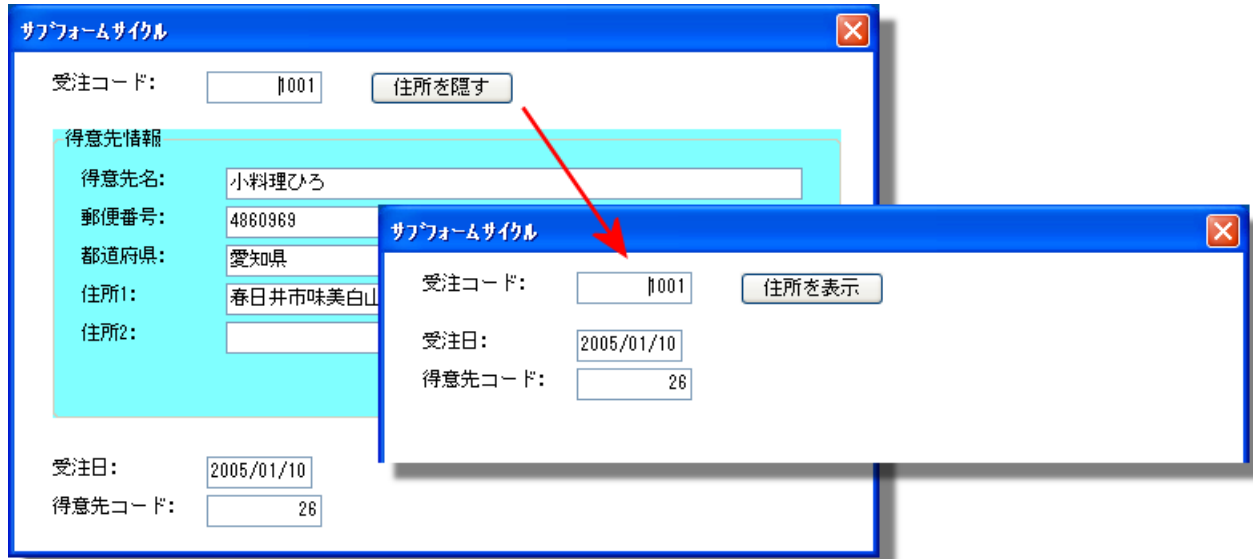 サブフォームサイクル
受注コード: 1001 住所を隠す
得意先情報
得意先名: 小料理ひろ
郵便番号: 4860969
都道府県: 愛知県
住所1: 春日井市味美白山
住所2:
受注日: 2005/01/10
得意先コード: 26
サブフォームサイクル
受注コード: 1001 住所を表示
受注日: 2005/01/10
得意先コード: 26